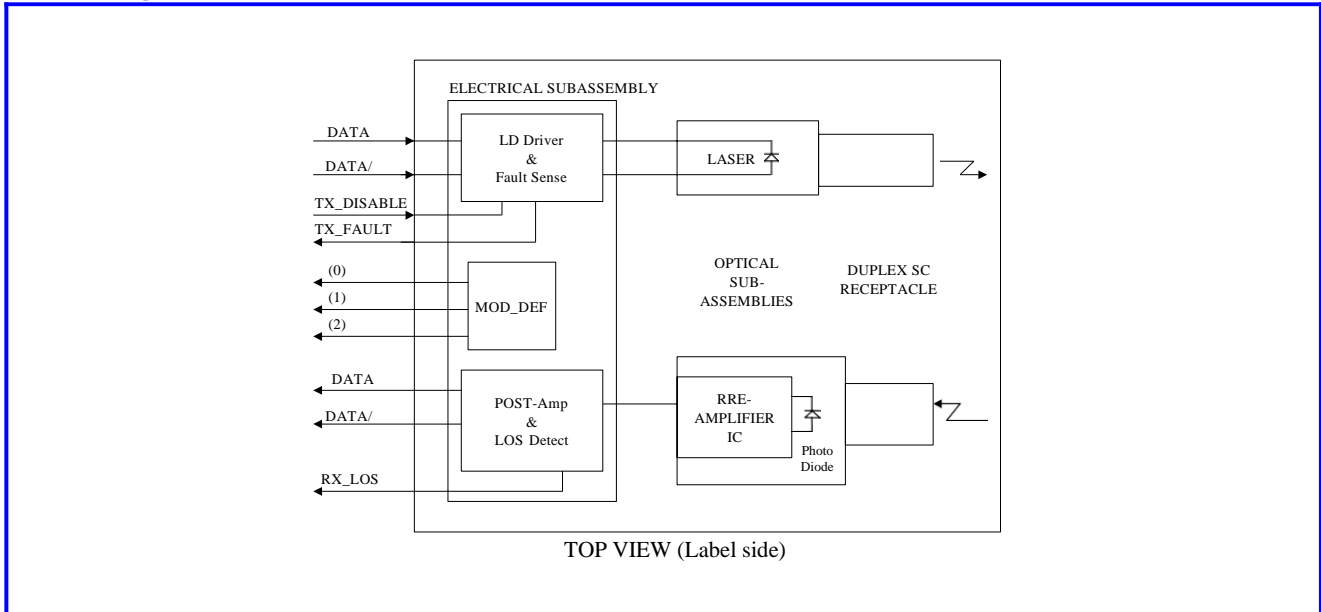 ELECTRICAL SUBASSEMBLY
DATA
DATA/
TX_DISABLE
TX_FAULT
LD Driver
&
Fault Sense
LASER
(0)
(1)
(2)
MOD_DEF
OPTICAL
SUB-
ASSEMBLIES
DUPLEX SC
RECEPTACLE
DATA
DATA/
RX_LOS
POST-Amp
&
LOS Detect
RRE-
AMPLIFIER
IC
Photo
Diode
TOP VIEW (Label side)